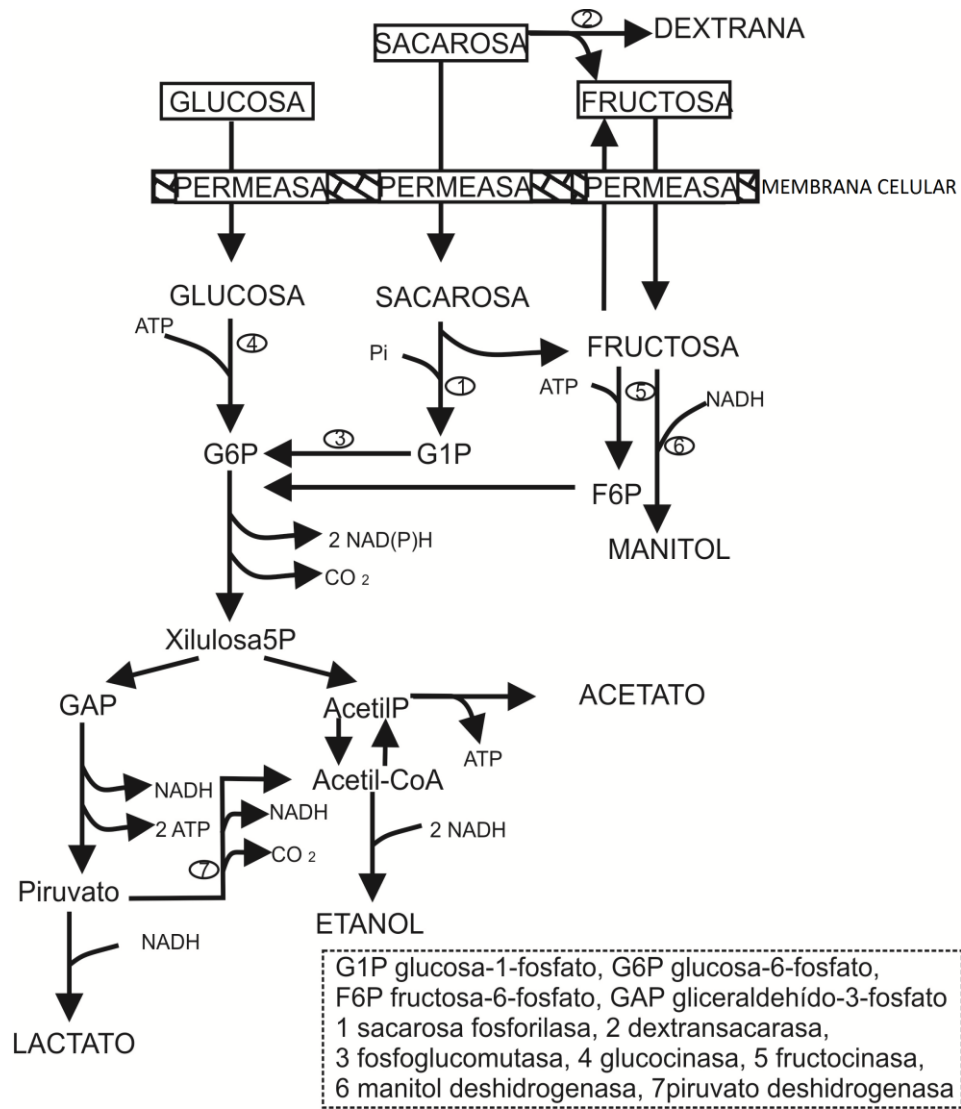 2
SACAROSA
DEXTRANA
GLUCOSA
FRUCTOSA
PERMEASA PERMEASA PERMEASA MEMBRANA CELULAR
GLUCOSA SACAROSA
FRUCTOSA
ATP
4
Pi
1
ATP
5
NADH
6
G6P
3
G1P
F6P
MANITOL
2 NAD(P)H
CO 2
Xilulosa5P
GAP
AcetilP
ACETATO
ATP
Acetil-CoA
NADH
NADH
2 ATP
2 NADH
7
CO 2
Piruvato
ETANOL
NADH
LACTATO
G1P glucosa-1-fosfato, G6P glucosa-6-fosfato,
F6P fructosa-6-fosfato, GAP gliceraldehído-3-fosfato
1 sacarosa fosforilasa, 2 dextransacarasa,
3 fosfoglucomutasa, 4 glucocinasa, 5 fructocinasa,
6 manitol deshidrogenasa, 7piruvato deshidrogenasa